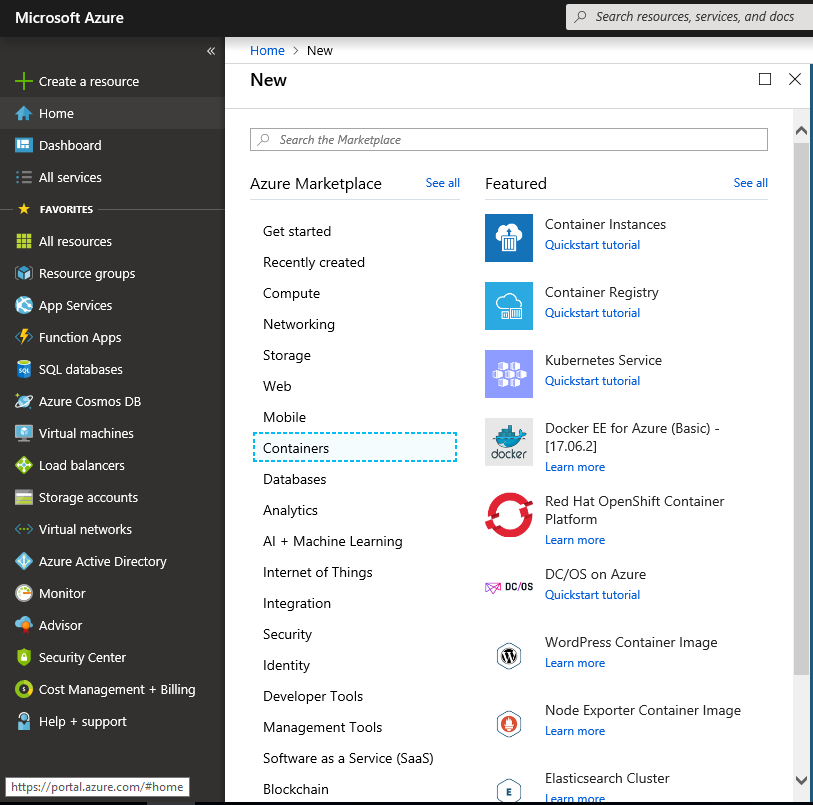 Microsoft Azure
Search resources, services, and docs
«
Create a resource
Home
Dashboard
All services
FAVORITES
All resources
Resource groups
App Services
Function Apps
SQL
SQL databases
Azure Cosmos DB
Virtual machines
Load balancers
Storage accounts
Virtual networks
Azure Active Directory
Monitor
Advisor
Security Center
Cost Management + Billing
Help + support
https://portal.azure.com/#home
Home > New
New
Search the Marketplace
Azure Marketplace
See all
Get started
Recently created
Compute
Networking
Storage
Web
Mobile
Containers
Databases
Analytics
AI + Machine Learning
Internet of Things
Integration
Security
Identity
Developer Tools
Management Tools
Software as a Service (SaaS)
Blockchain
Featured
See all
Container Instances
Quickstart tutorial
Container Registry
Quickstart tutorial
Kubernetes Service
Quickstart tutorial
docker
Docker EE for Azure (Basic) -
[17.06.2]
Learn more
Red Hat OpenShift Container
Platform
Learn more
DC/OS
DC/OS on Azure
Quickstart tutorial
WordPress Container Image
Learn more
Node Exporter Container Image
Learn more
E
Elasticsearch Cluster
Learn more